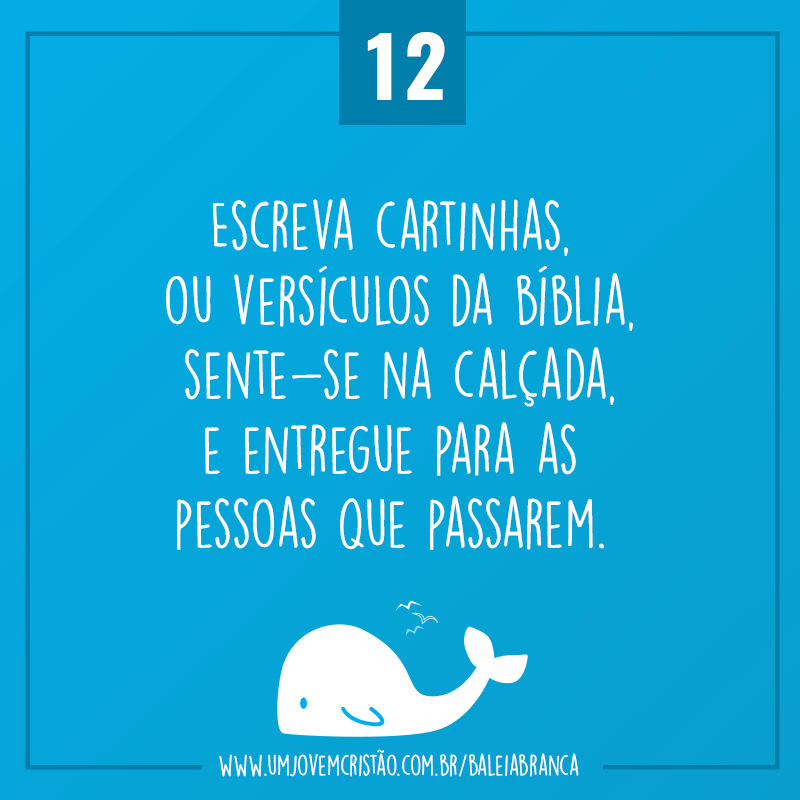 12
ESCREVA CARTINHAS,
OU VERSÍCULOS DA BÍBLIA,
SENTE-SE NA CALÇADA,
E ENTREGUE PARA AS
PESSOAS QUE PASSAREM.
WWW.UMJOVEMCRISTÃO.COM.BR/BALEIABRANCA